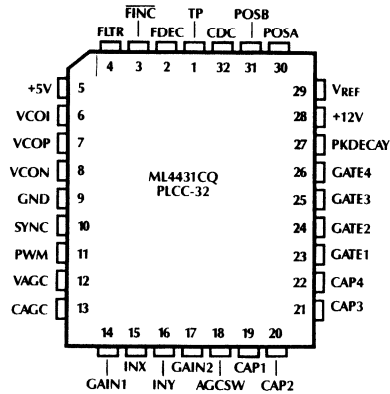 FINC TP POSB
FLTR FDEC CDC POSA
4 3 2 1 32 31 30
+5V 5 29 VREF
VCOI 6 28 +12V
VCOP 7 27 PKDECAY
VCON 8 ML4431CQ 26 GATE4
PLCC-32
GND 9 25 GATE3
SYNC 10 24 GATE2
PWM 11 23 GATE1
VAGC 12 22 CAP4
CAGC 13 21 CAP3
14 15 16 17 18 19 20
INX GAIN2 CAP1
GAIN1 INY AGCSW CAP2